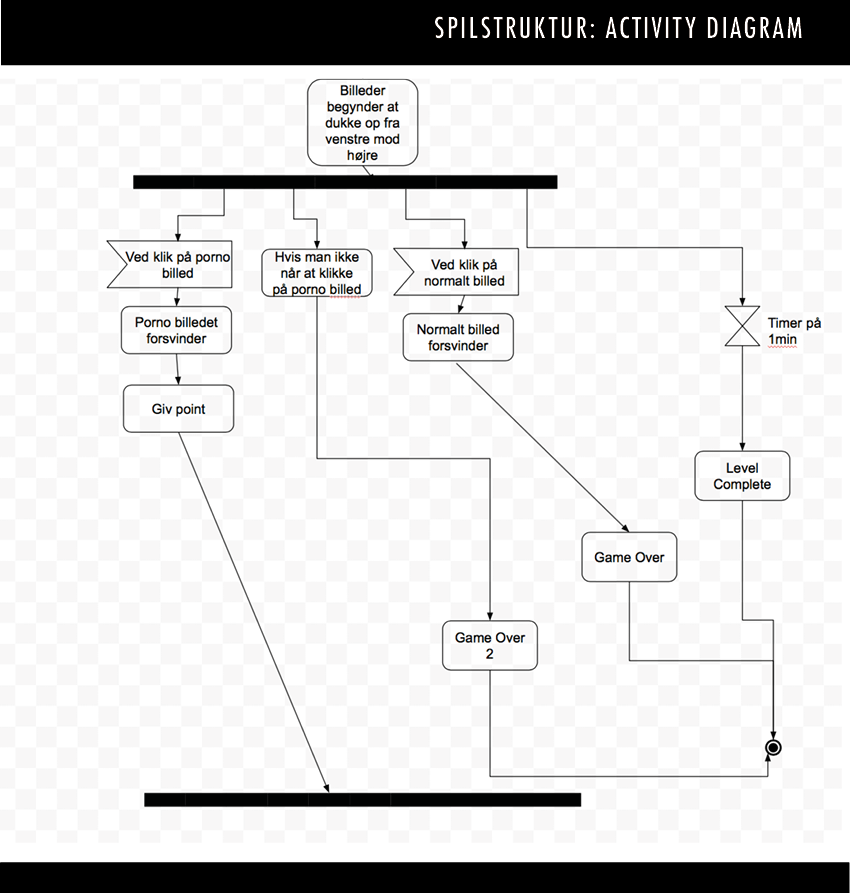 SPILSTRUKTUR: ACTIVITY DIAGRAM
Billeder
begynder at
dukke op fra
venstre mod
højre
Ved klik på porno
billed
Hvis man ikke
når at klikke
på porno billed
Ved klik på
normalt billed
Timer på
1min
Porno billedet
forsvinder
Normalt billed
forsvinder
Giv point
Level
Complete
Game Over
Game Over
2